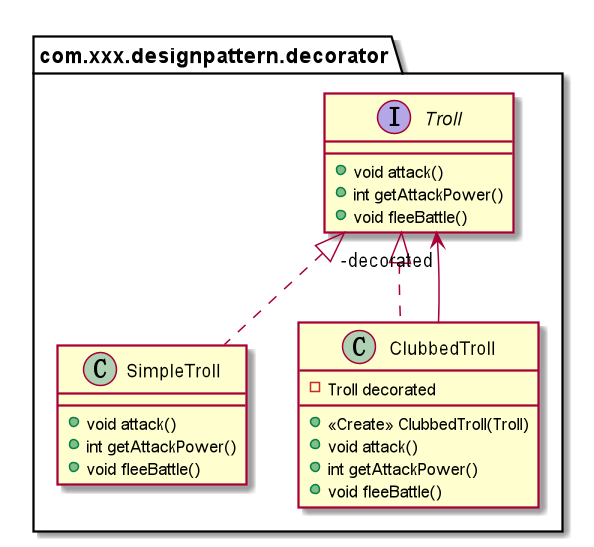 com.xxx.designpattern.decorator
I Troll
void attack()
int getAttackPower()
void fleeBattle()
-decorated
C SimpleTroll
void attack()
int getAttackPower()
void fleeBattle()
C ClubbedTroll
Troll decorated
«Create» ClubbedTroll(Troll)
void attack()
int getAttackPower()
void fleeBattle()